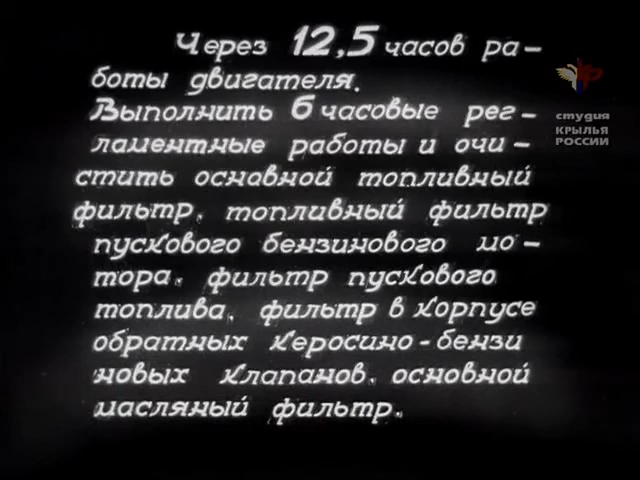 Через 12,5 часов ра-
боты двигателя.
Выполнить 6 часовые рег-
ламентные работы и очи-
стить основной топливный
фильтр, топливный фильтр
пускового бензинового мо-
тора, фильтр пускового
топлива, фильтр в корпусе
обратных керосино-бензи
новых клапанов, основной
масляный фильтр.
студия
КРЫЛЬЯ
РОССИИ